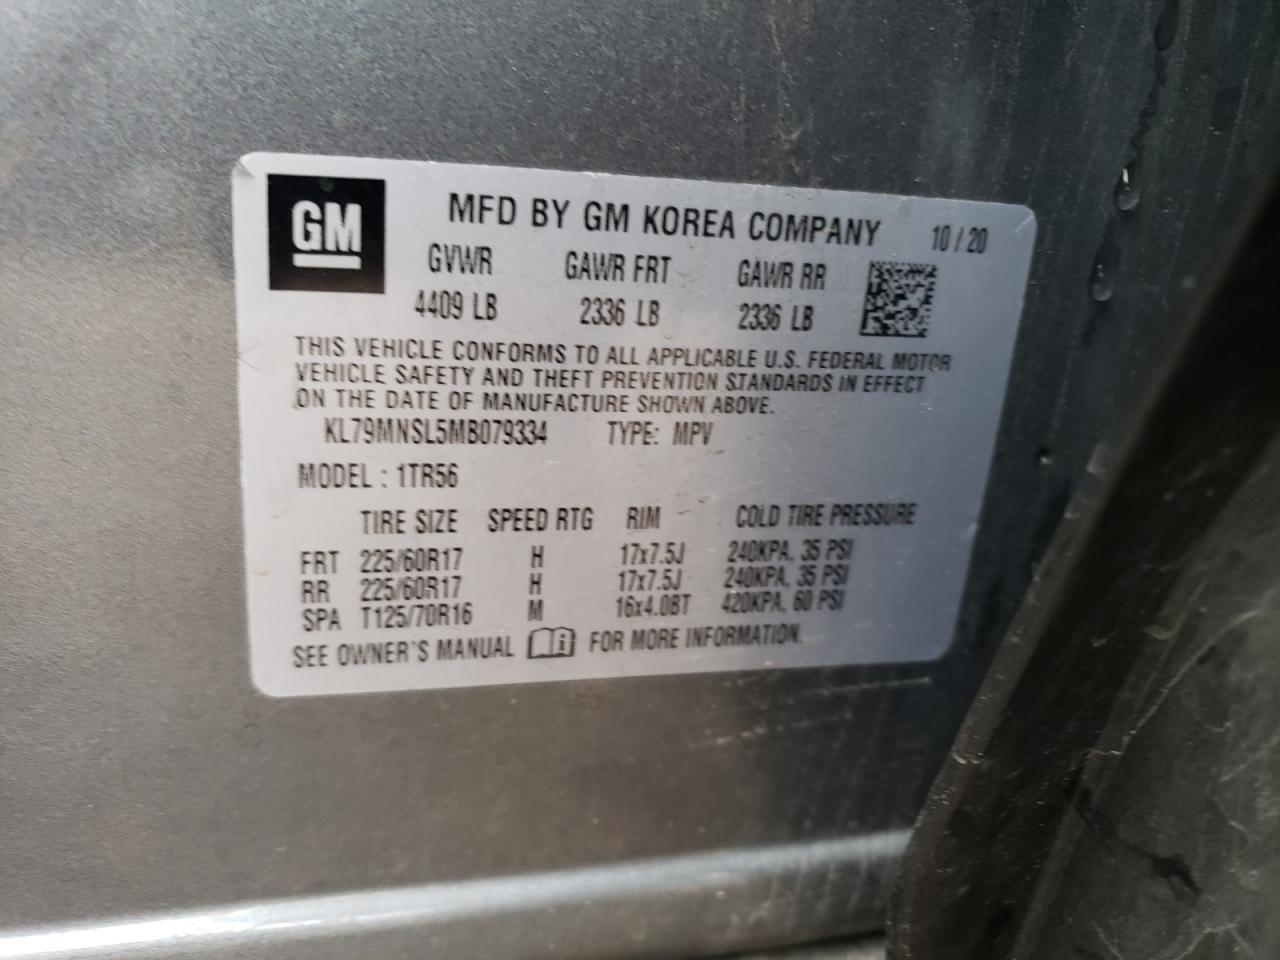 GM
MFD BY GM KOREA COMPANY 10/20
GVWR GAWR FRT GAWR RR
4409 LB 2336 LB 2336 LB
THIS VEHICLE CONFORMS TO ALL APPLICABLE U.S. FEDERAL MOTOR
VEHICLE SAFETY AND THEFT PREVENTION STANDARDS IN EFFECT
ON THE DATE OF MANUFACTURE SHOWN ABOVE.
KL79MNSL5MB079334 TYPE: MPV
MODEL : 1TR56
TIRE SIZE SPEED RTG RIM COLD TIRE PRESSURE
FRT 225/60R17 H 17x7.5J 240KPA, 35 PSI
RR 225/60R17 H 17x7.5J 240KPA, 35 PSI
SPA T125/70R16 M 16x4.0BT 420KPA, 60 PSI
SEE OWNER'S MANUAL i FOR MORE INFORMATION.